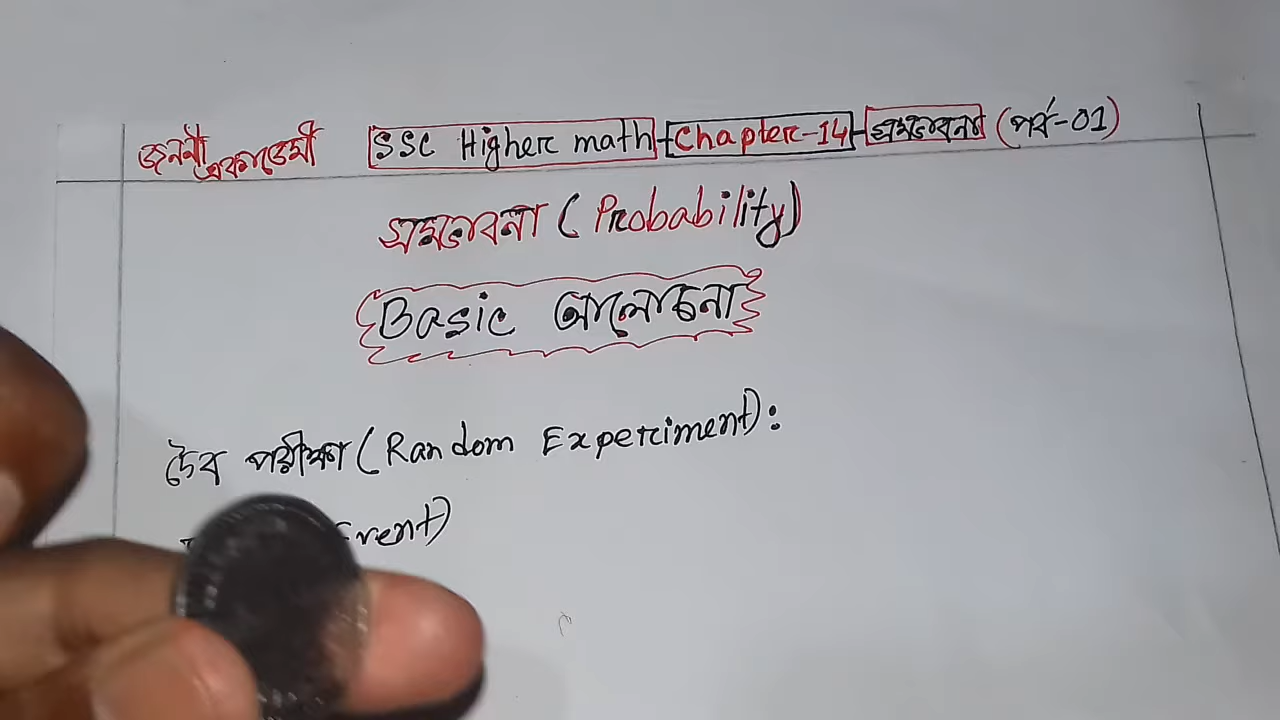 জননী একাডেমী SSC Higher math - Chapter-14 - সম্ভাবনা (পর্ব-01)
সম্ভাবনা (Probability)
Basic আলোচনা
দৈব পরীক্ষা (Random Experiment):
Event)